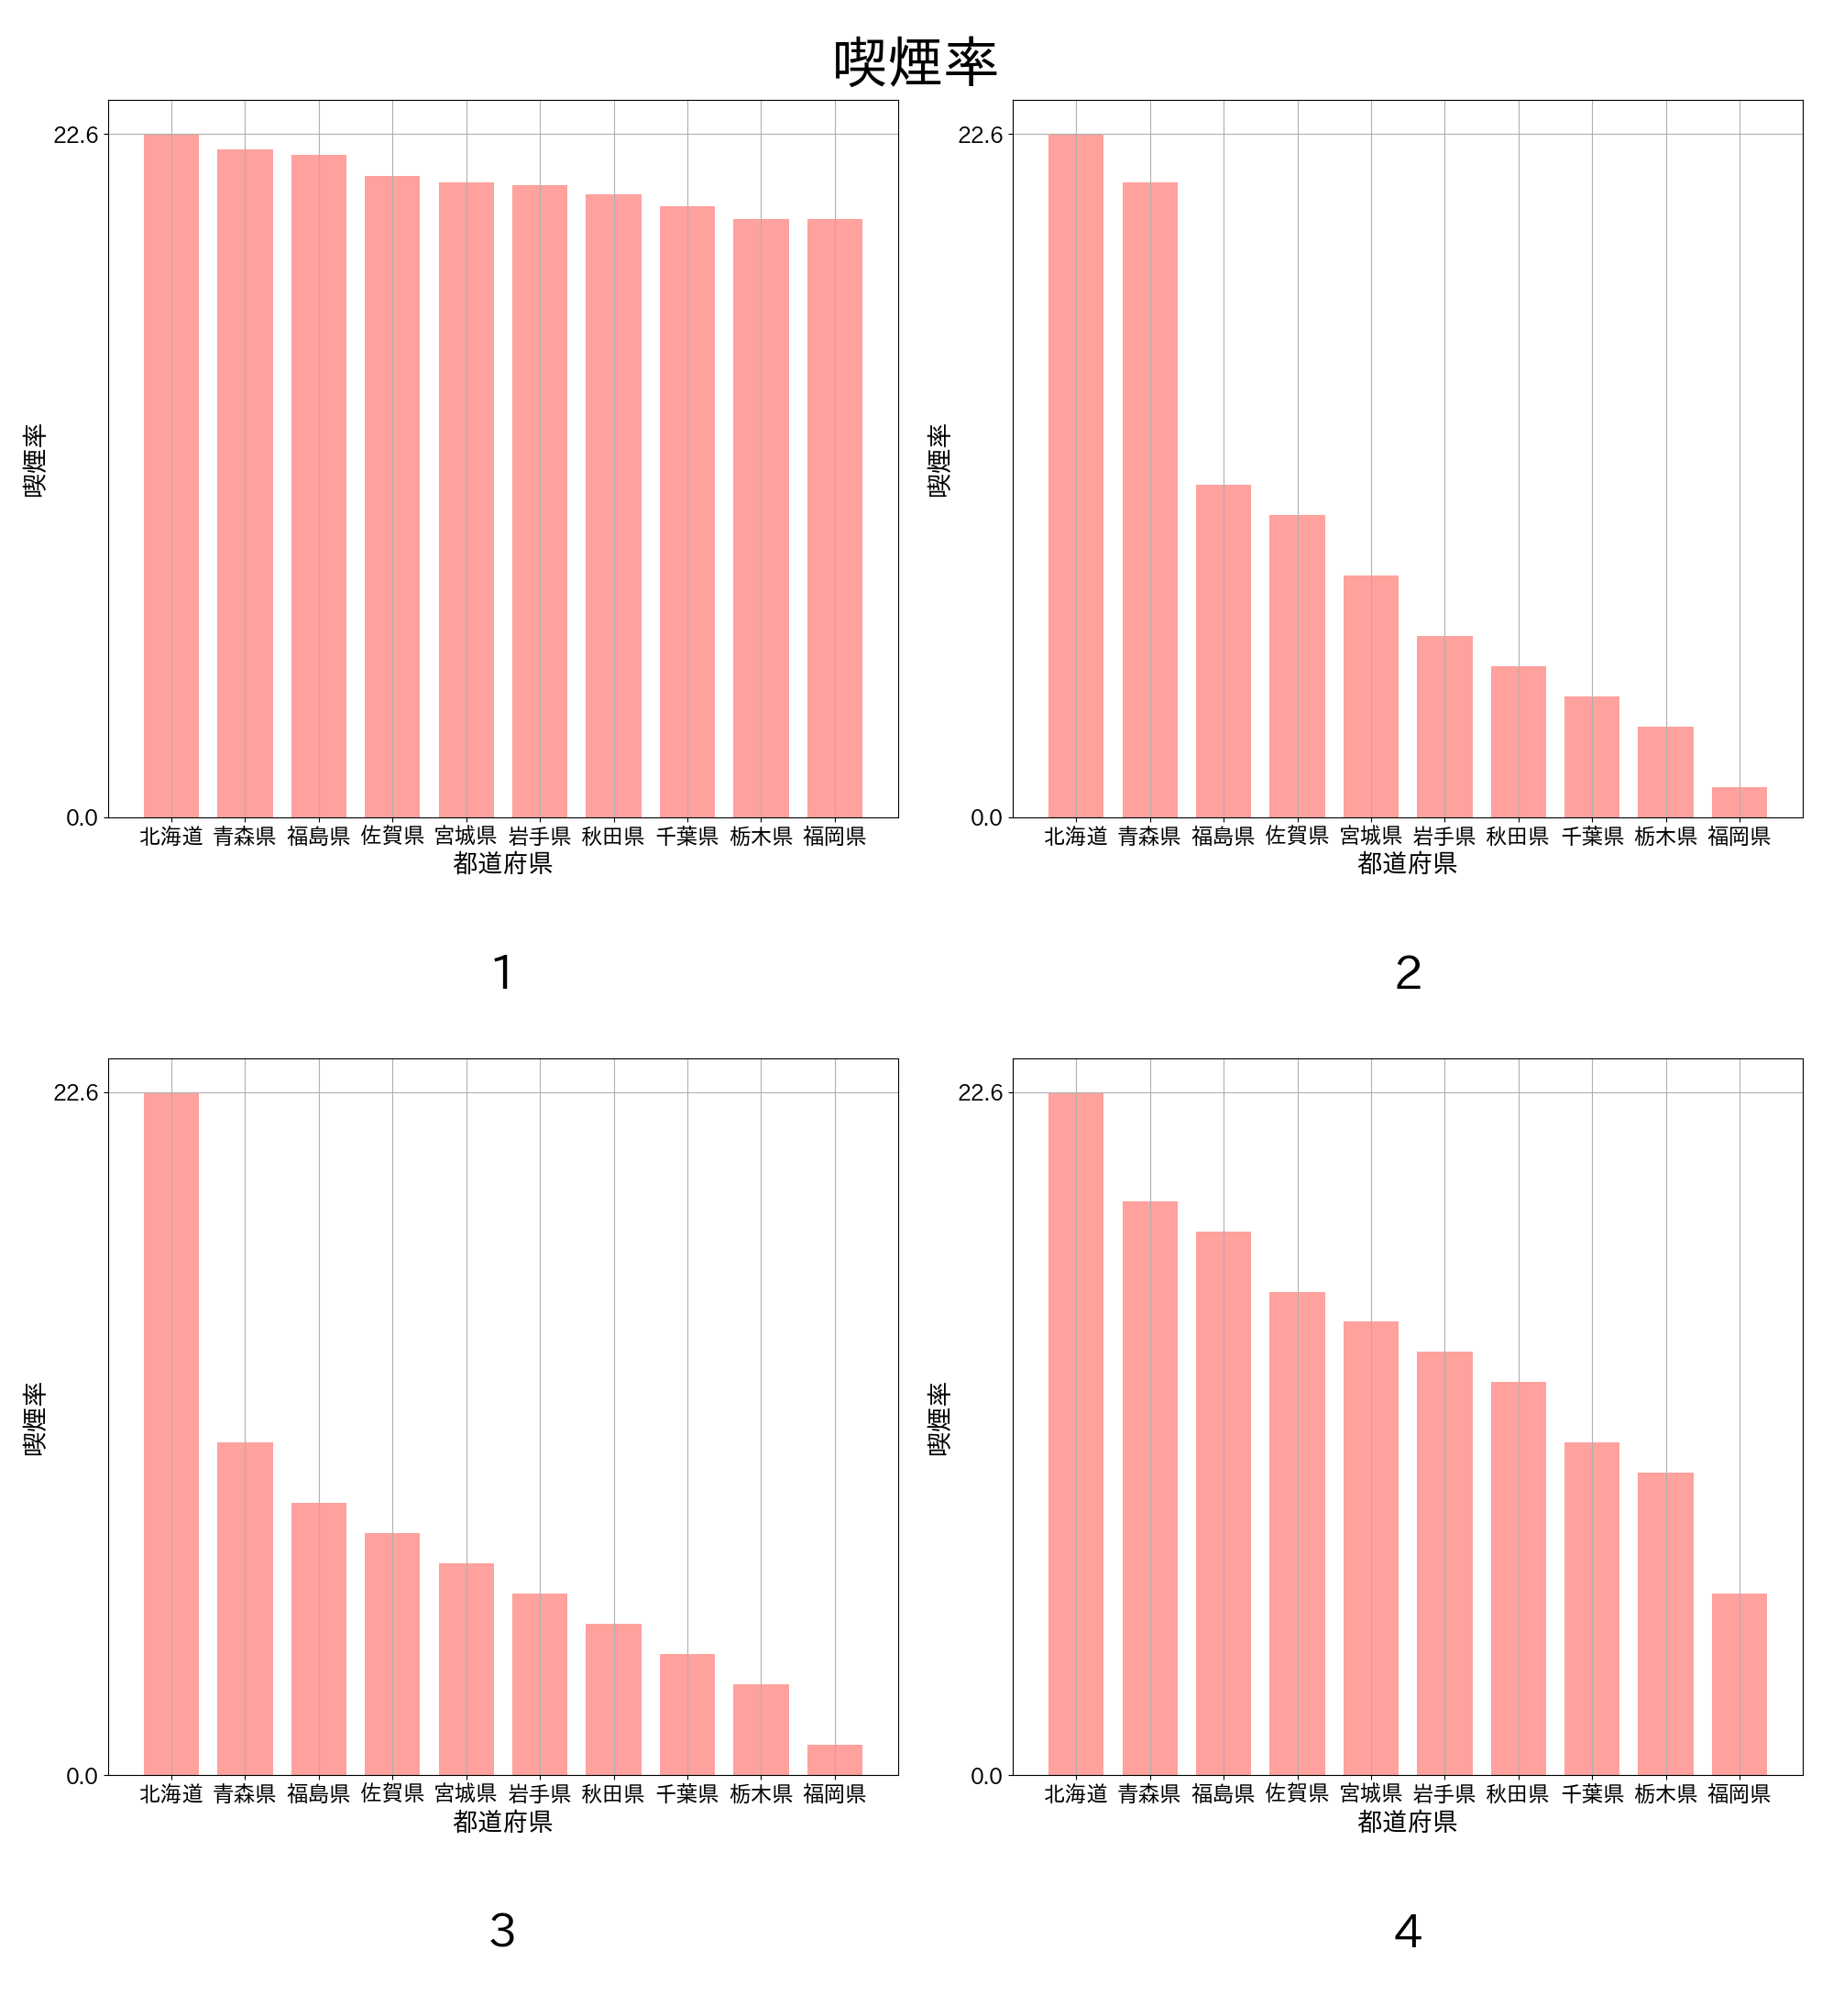 喫煙率
22.6
0.0
喫煙率
北海道 青森県 福島県 佐賀県 宮城県 岩手県 秋田県 千葉県 栃木県 福岡県
都道府県
1
22.6
0.0
喫煙率
北海道 青森県 福島県 佐賀県 宮城県 岩手県 秋田県 千葉県 栃木県 福岡県
都道府県
2
22.6
0.0
喫煙率
北海道 青森県 福島県 佐賀県 宮城県 岩手県 秋田県 千葉県 栃木県 福岡県
都道府県
3
22.6
0.0
喫煙率
北海道 青森県 福島県 佐賀県 宮城県 岩手県 秋田県 千葉県 栃木県 福岡県
都道府県
4